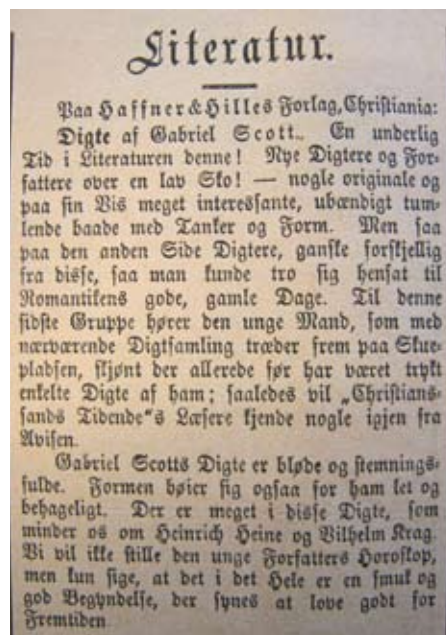 Literatur.
Paa Haffner & Hilles Forlag, Christiania:
Digte af Gabriel Scott. En underlig
Tid i Literaturen denne! Nye Digtere og For-
fattere over en lav Sko! — nogle originale og
paa sin Vis meget interessante, ubændigt tum-
lende baade med Tanker og Form. Men saa
paa den anden Side Digtere, ganske forskjellig
fra disse, saa man kunde tro sig hensat til
Romantikens gode, gamle Dage. Til denne
sidste Gruppe hører den unge Mand, som med
nærværende Digtsamling træder frem paa Skue-
pladsen, skjønt der allerede før har været trykt
enkelte Digte af ham; saaledes vil „Christians-
sands Tidende“s Læsere kjende nogle igjen fra
Avisen.
Gabriel Scotts Digte er bløde og stemnings-
fulde. Formen bøier sig ogsaa for ham let og
behageligt. Der er meget i disse Digte, som
minder os om Heinrich Heine og Vilhelm Krag.
Vi vil ikke stille den unge Forfatters Horoskop,
men kun sige, at det i det Hele er en smuk og
god Begyndelse, der synes at love godt for
Fremtiden